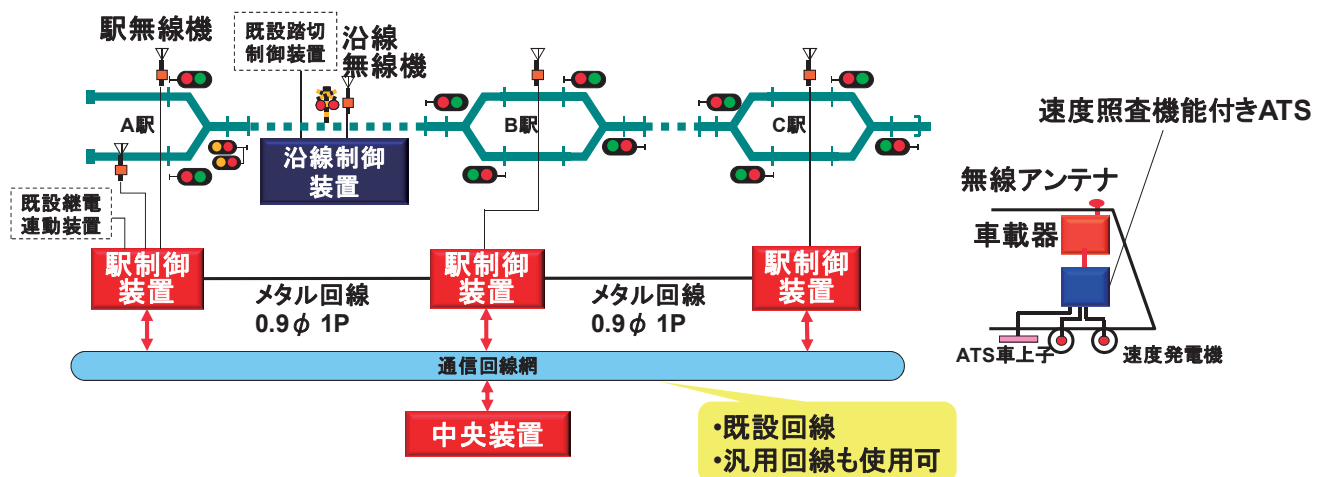 駅無線機
既設踏切
制御装置
沿線
無線機
A駅
B駅
C駅
沿線制御
装置
既設継電
連動装置
駅制御
装置
メタル回線
0.9φ 1P
駅制御
装置
メタル回線
0.9φ 1P
駅制御
装置
通信回線網
中央装置
・既設回線
・汎用回線も使用可
速度照査機能付きATS
無線アンテナ
車載器
ATS車上子
速度発電機